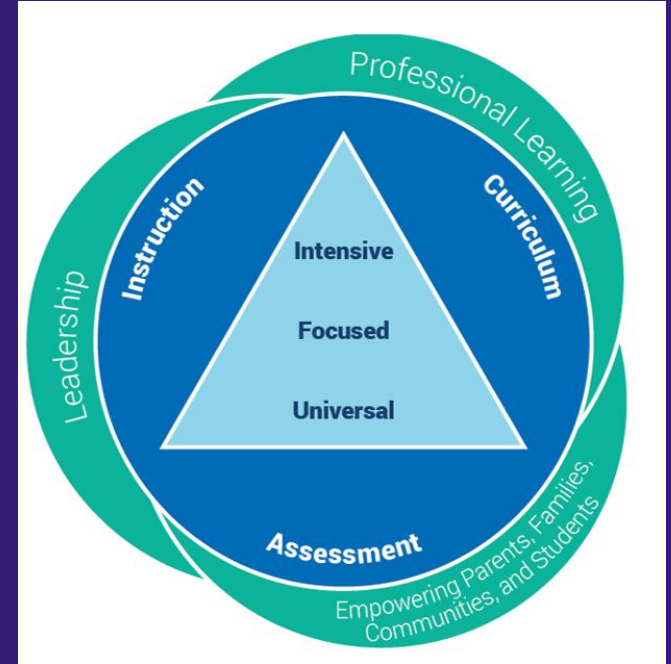 Professional Learning
Leadership
Instruction
Curriculum
Intensive
Focused
Universal
Assessment
Empowering Parents, Families,
Communities, and Students